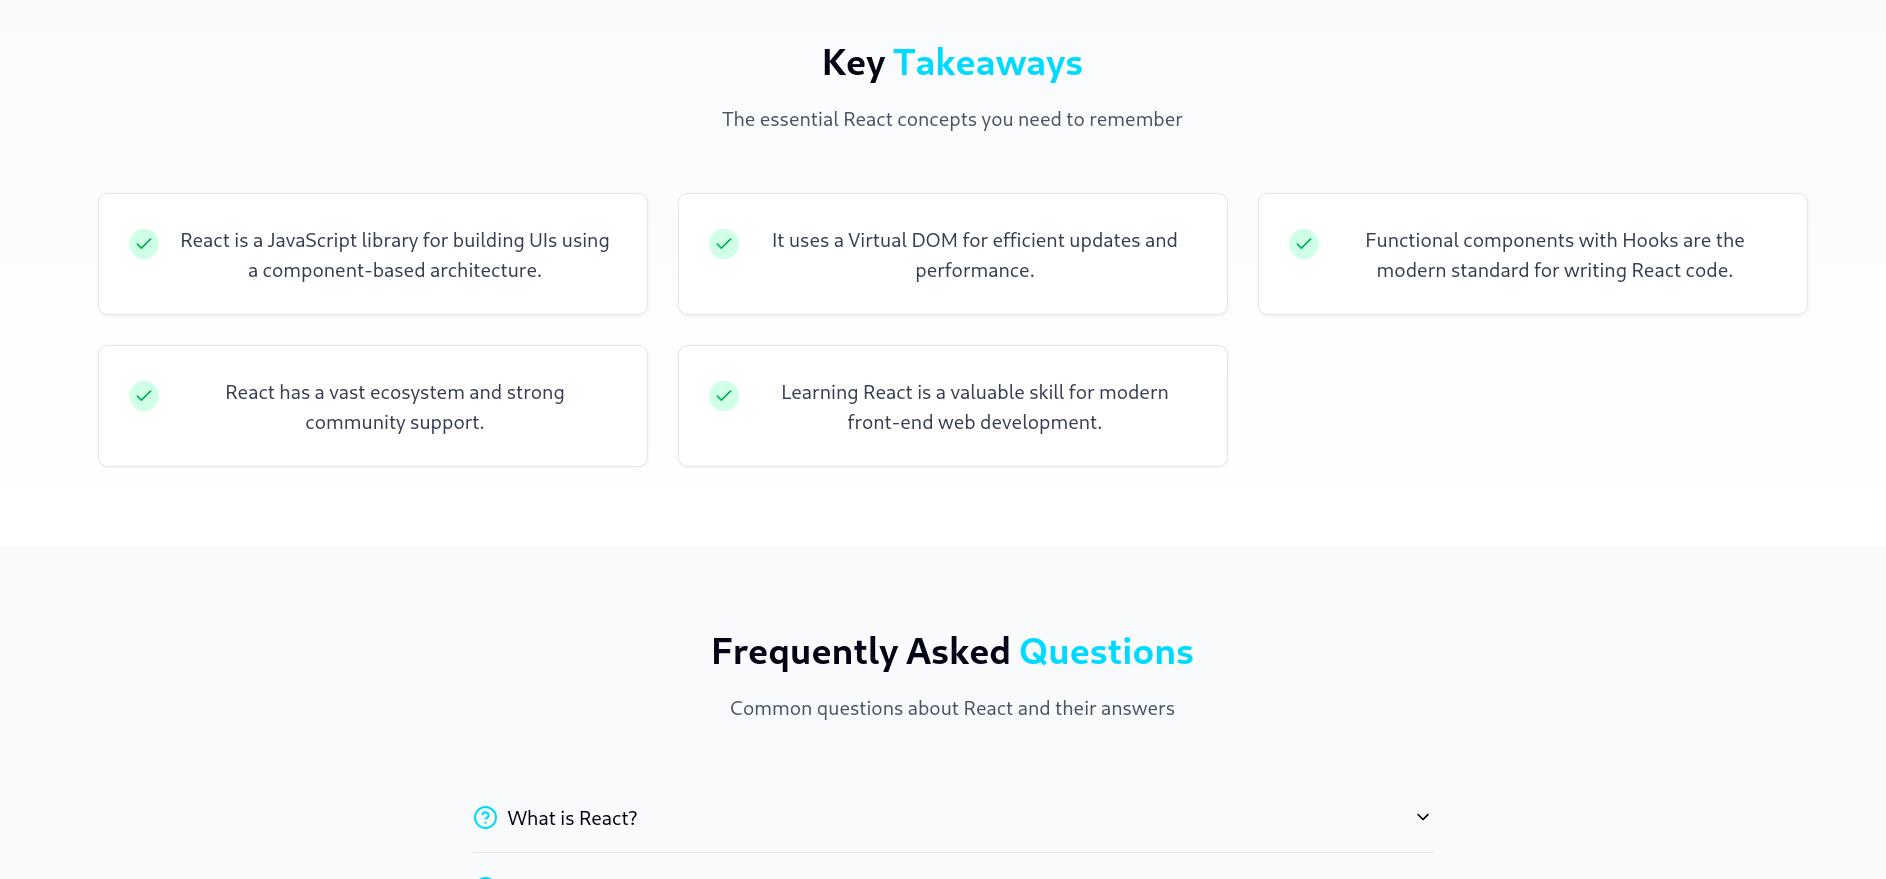 Key Takeaways
The essential React concepts you need to remember
React is a JavaScript library for building UIs using
a component-based architecture.
It uses a Virtual DOM for efficient updates and
performance.
Functional components with Hooks are the
modern standard for writing React code.
React has a vast ecosystem and strong
community support.
Learning React is a valuable skill for modern
front-end web development.
Frequently Asked Questions
Common questions about React and their answers
What is React?